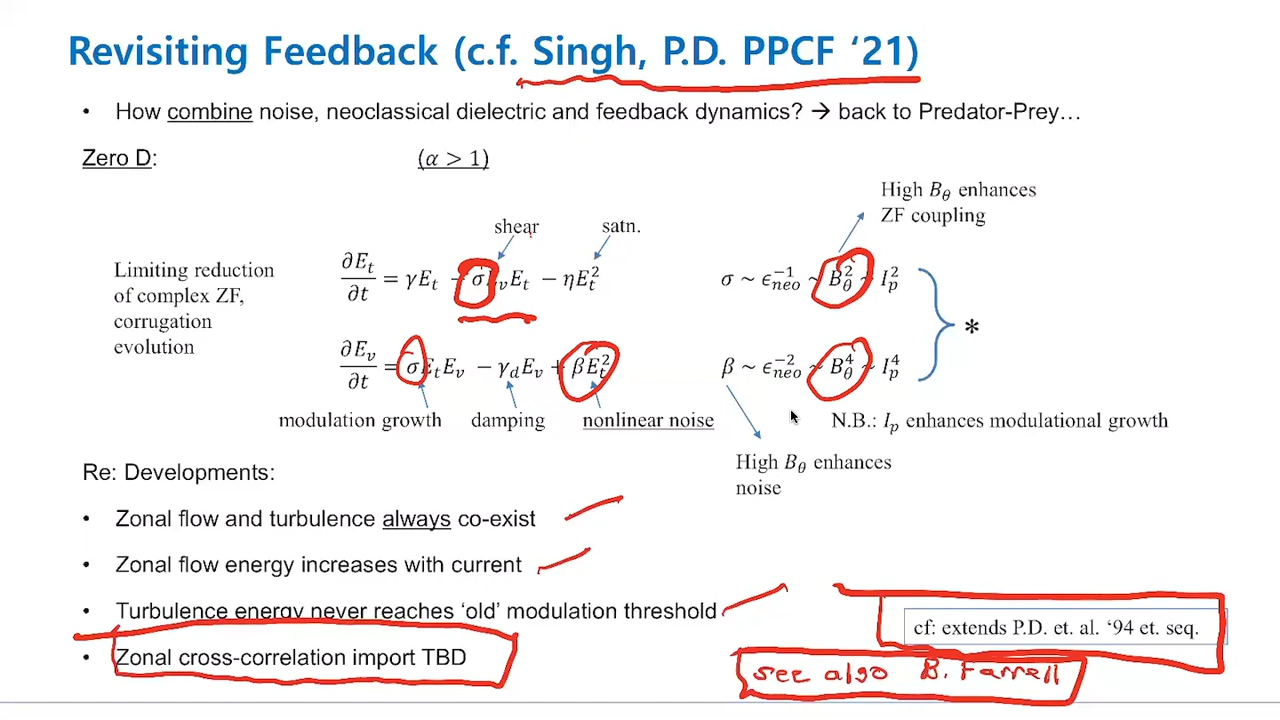 Revisiting Feedback (c.f. Singh, P.D. PPCF ‘21)
• How combine noise, neoclassical dielectric and feedback dynamics? → back to Predator-Prey…
Zero D:
(α > 1)
High B_θ enhances
ZF coupling
shear
satn.
Limiting reduction
of complex ZF,
corrugation
evolution
∂E_t/∂t = γE_t − σE_vE_t − ηE_t^2
σ ~ ϵ_neo^−1 ~ B_θ^2 ~ I_p^2
*
∂E_v/∂t = σE_tE_v − γ_dE_v + βE_t^2
β ~ ϵ_neo^−2 ~ B_θ^4 ~ I_p^4
modulation growth
damping
nonlinear noise
N.B.: I_p enhances modulational growth
High B_θ enhances
noise
Re: Developments:
• Zonal flow and turbulence always co-exist
• Zonal flow energy increases with current
• Turbulence energy never reaches ‘old’ modulation threshold
cf: extends P.D. et. al. ‘94 et. seq.
• Zonal cross-correlation import TBD
see also B. Farrell